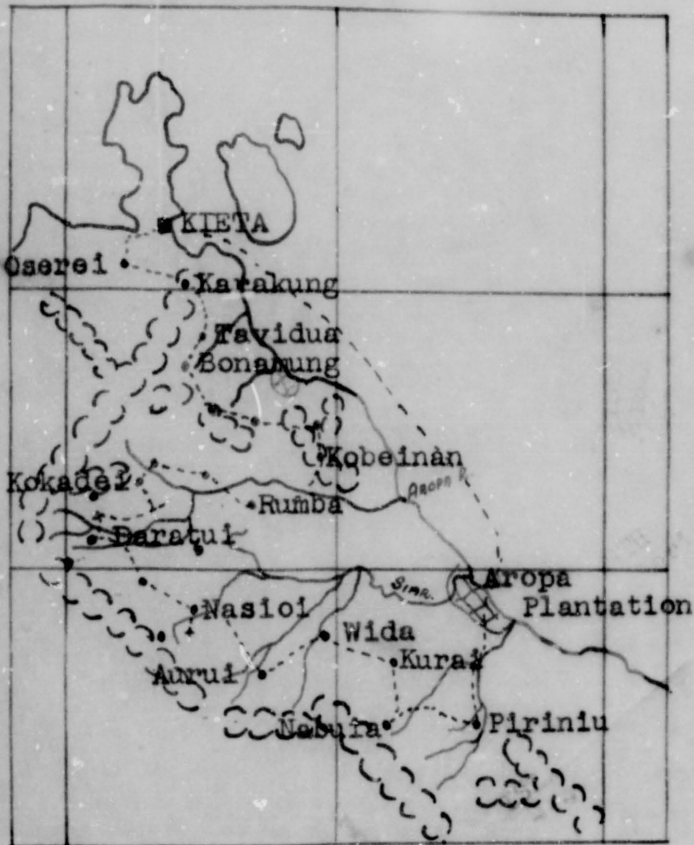 KIETA
Oserei
Karakung
Tavidua
Bonamung
Kobeinan
Kokadei
AROPA R.
Rumba
Daratui
Aropa
Plantation
Nasioi
Wida
Kurai
Aurui
Nabuia
Piriniu